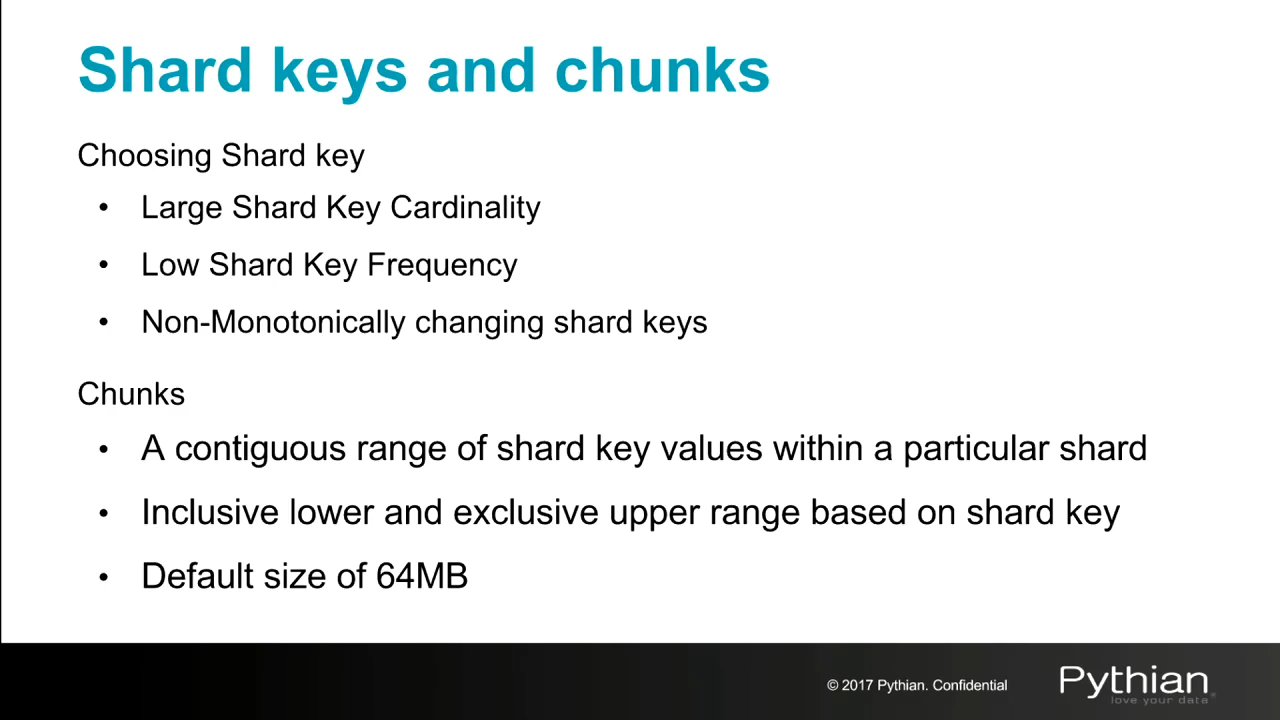 Shard keys and chunks
Choosing Shard key
• Large Shard Key Cardinality
• Low Shard Key Frequency
• Non-Monotonically changing shard keys
Chunks
• A contiguous range of shard key values within a particular shard
• Inclusive lower and exclusive upper range based on shard key
• Default size of 64MB
© 2017 Pythian. Confidential
Pythian
love your data